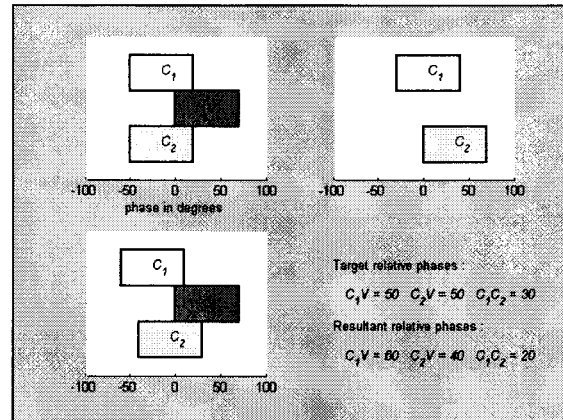 C1
C2
-100 -50 0 50 100
phase in degrees
C1
C2
-100 -50 0 50 100
C1
C2
-100 -50 0 50 100
Target relative phases :
C1V = 50 C2V = 50 C1C2 = 30
Resultant relative phases :
C1V = 60 C2V = 40 C1C2 = 20